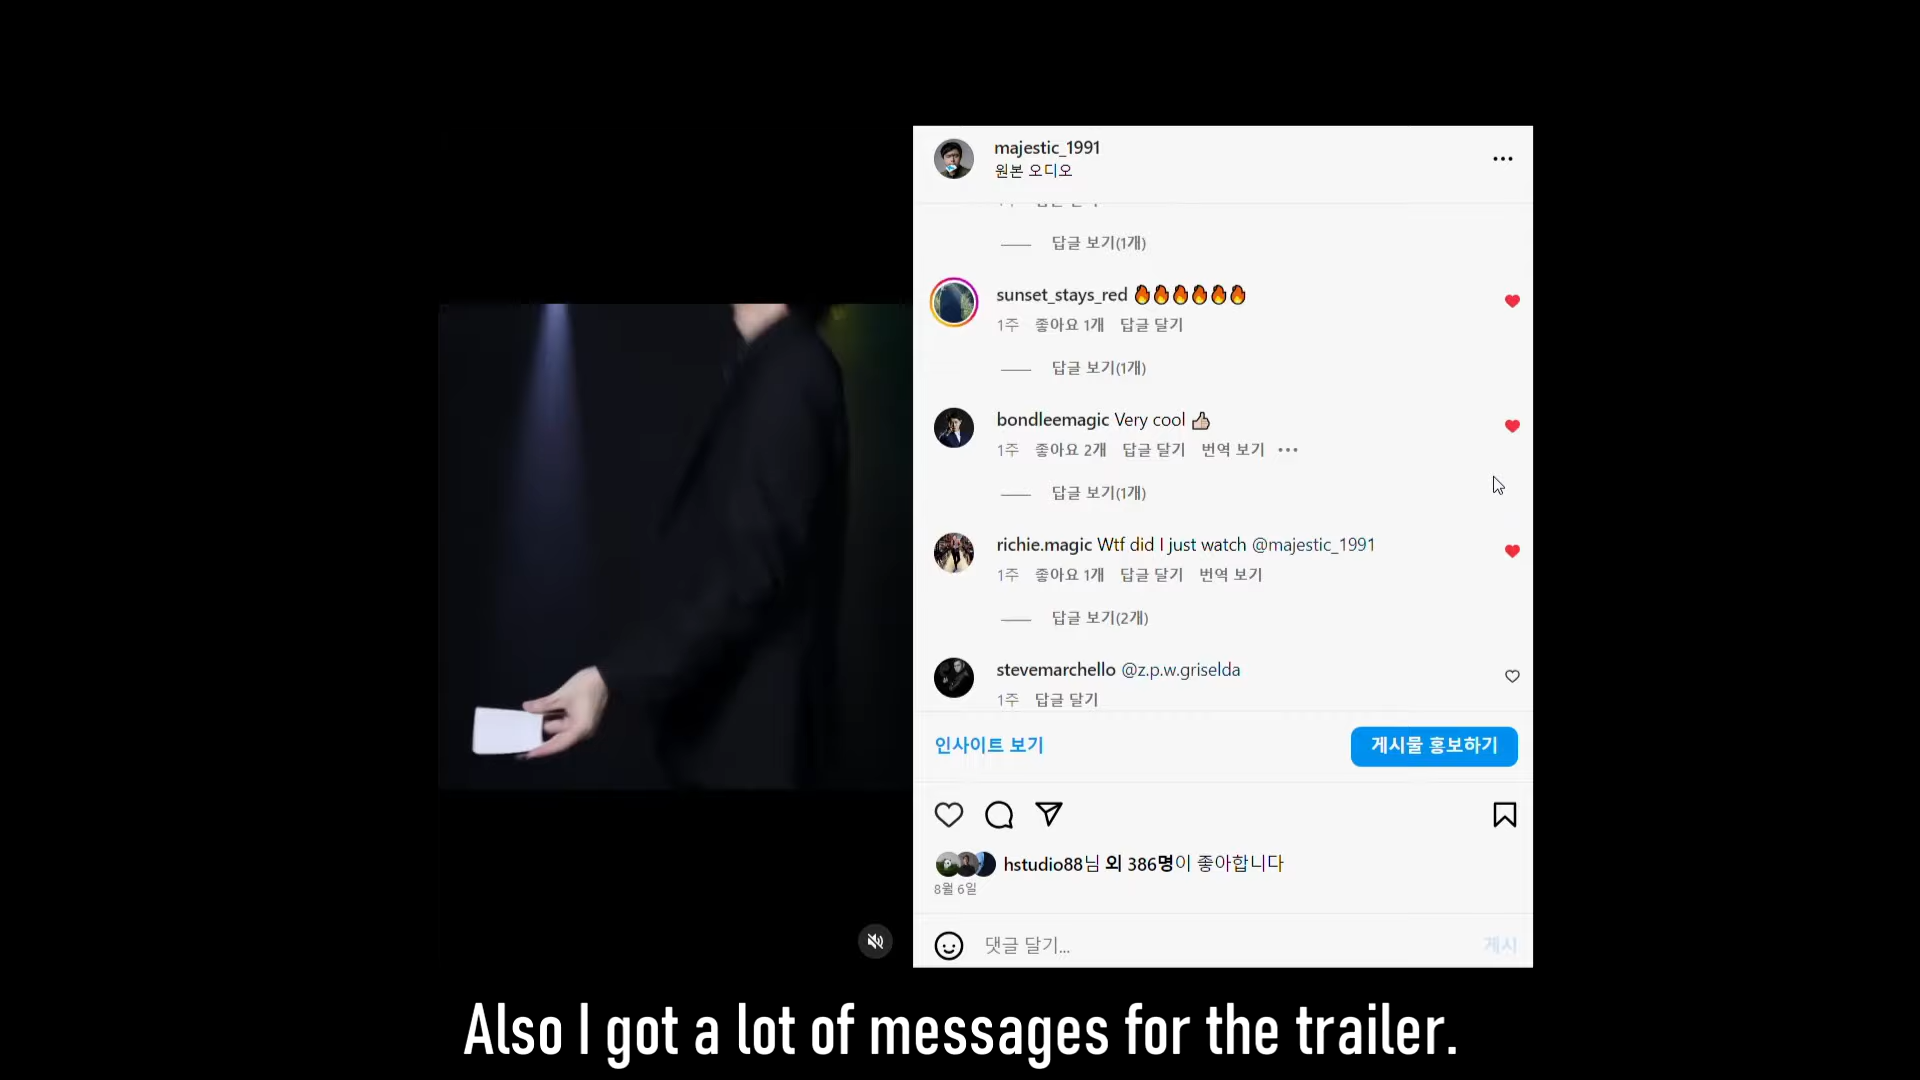 majestic_1991
원본 오디오
답글 보기(1개)
sunset_stays_red 🔥🔥🔥🔥🔥🔥
1주 좋아요 1개 답글 달기
답글 보기(1개)
bondleemagic Very cool 👍🏻
1주 좋아요 2개 답글 달기 번역 보기 •••
답글 보기(1개)
richie.magic Wtf did I just watch @majestic_1991
1주 좋아요 1개 답글 달기 번역 보기
답글 보기(2개)
stevemarchello @z.p.w.griselda
1주 답글 달기
인사이트 보기 게시물 홍보하기
hstudio88님 외 386명이 좋아합니다
8월 6일
댓글 달기... 게시
Also I got a lot of messages for the trailer.